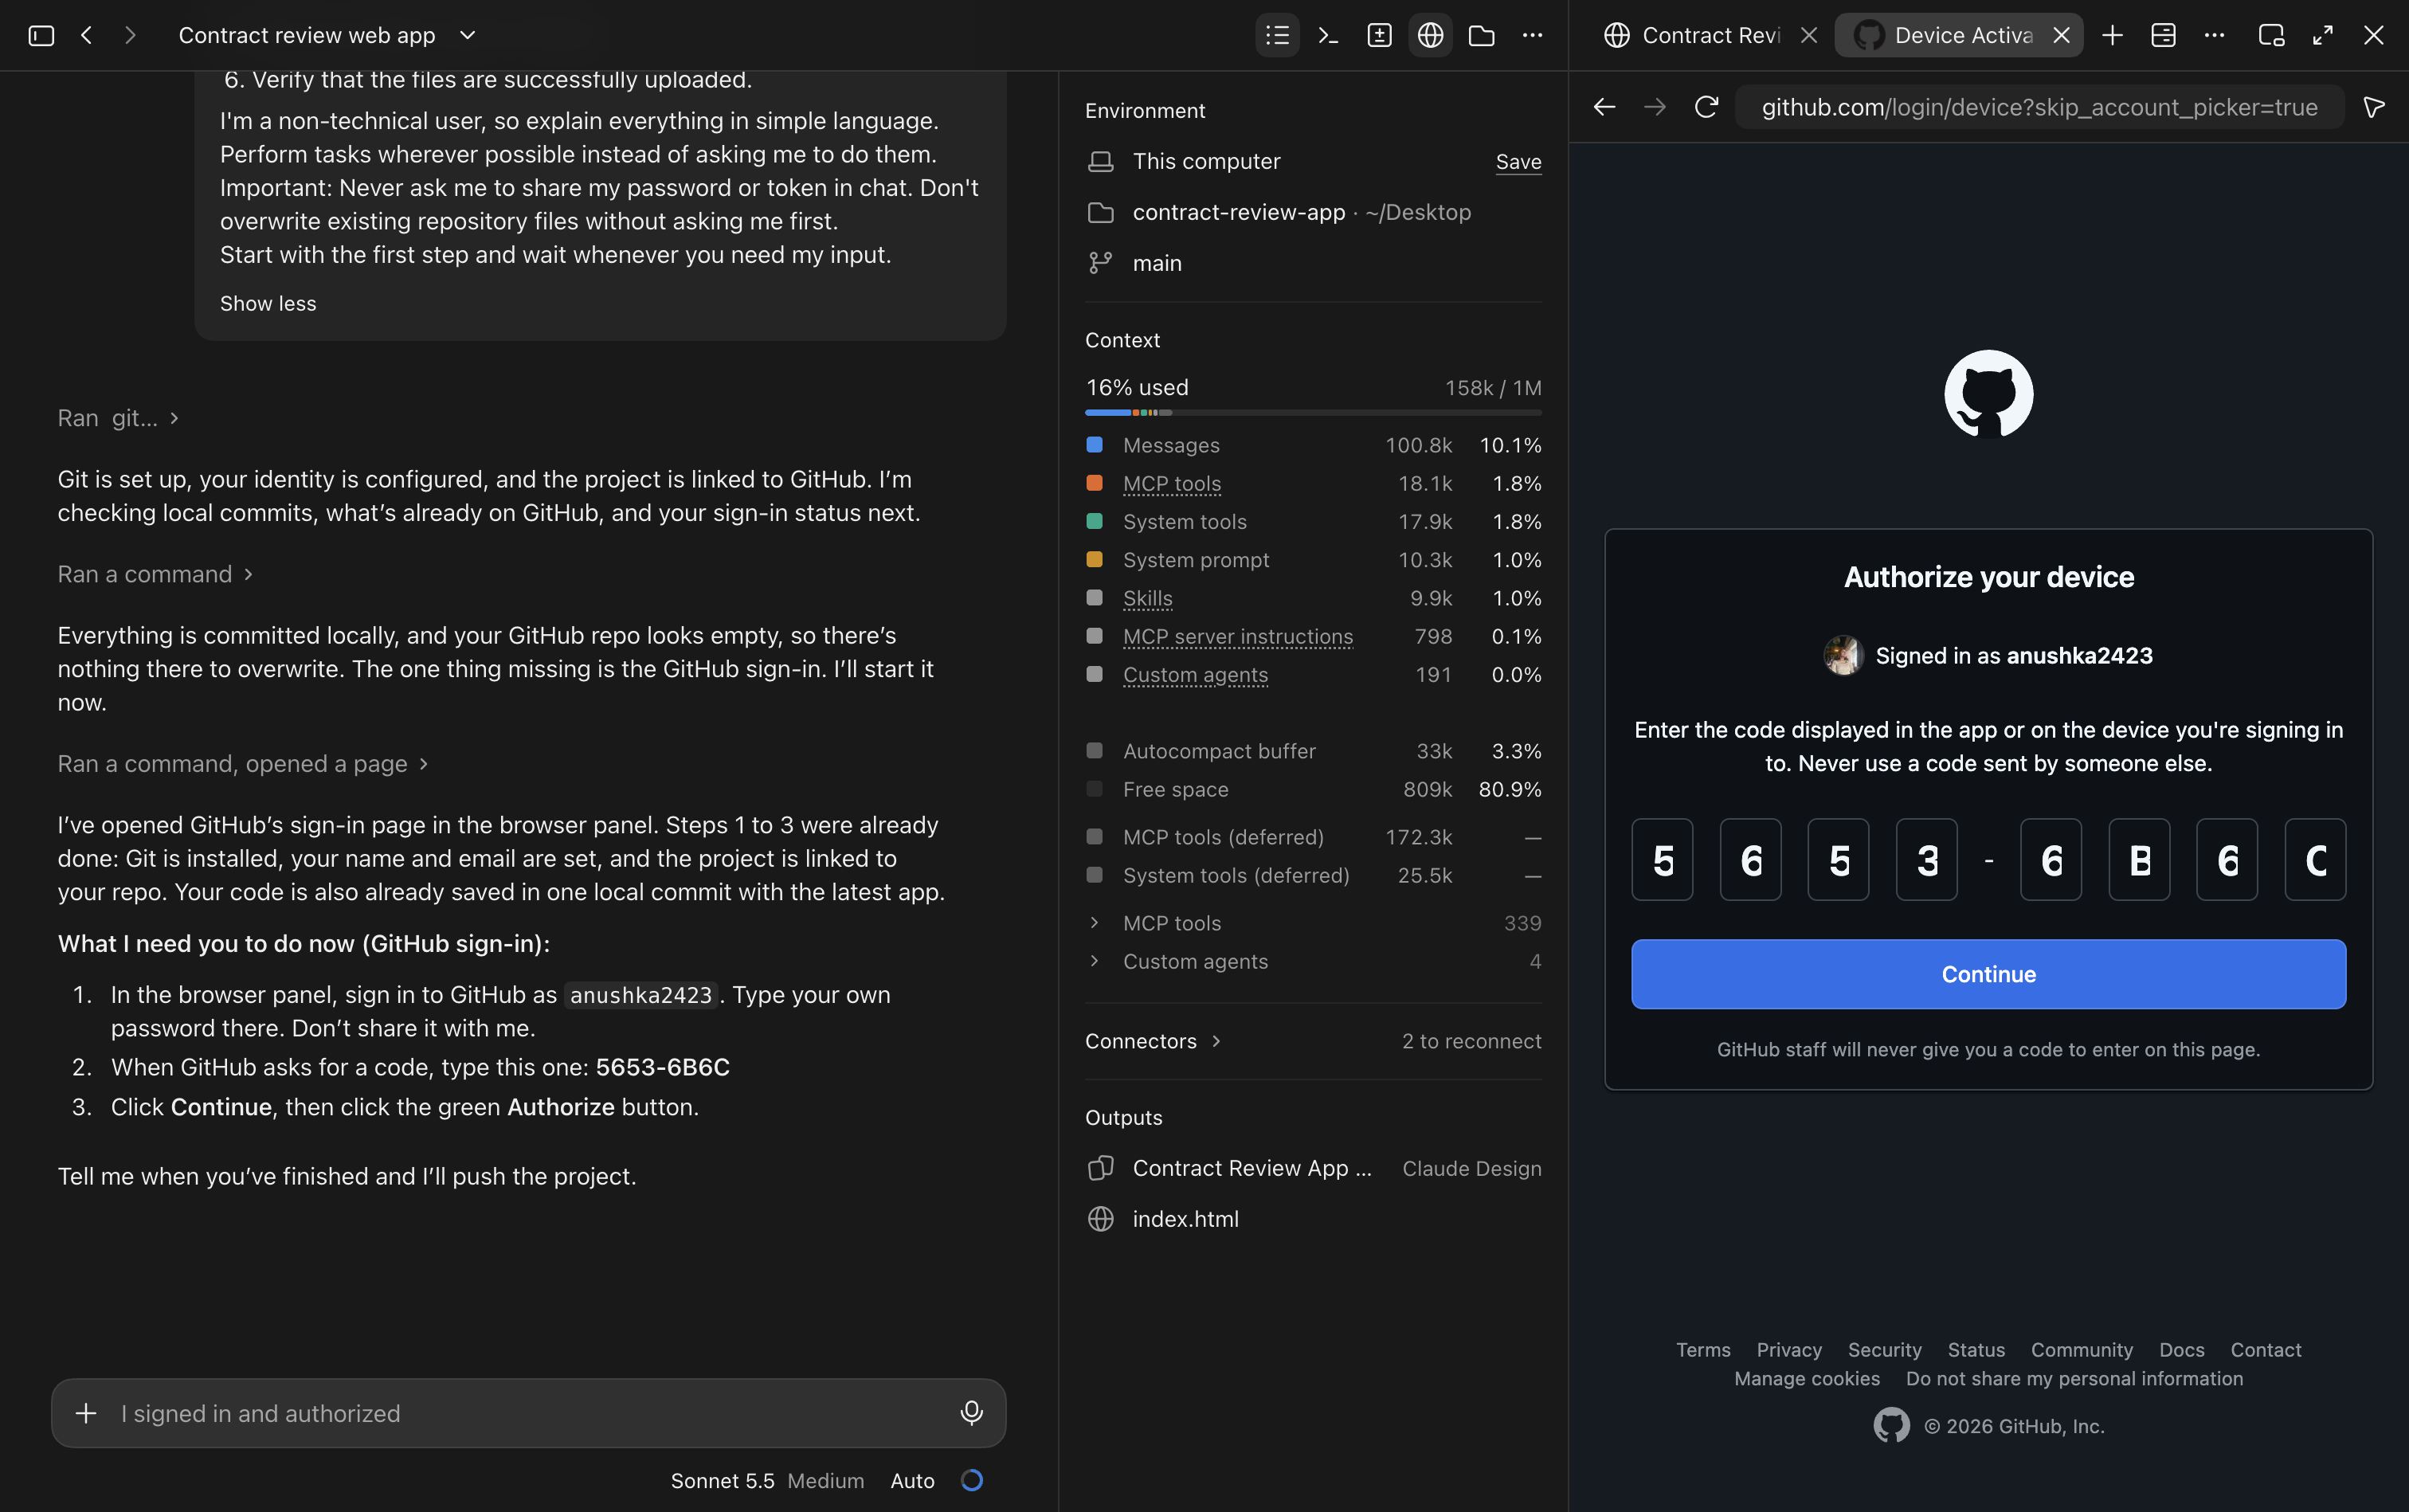 Contract review web app
6. Verify that the files are successfully uploaded.
I'm a non-technical user, so explain everything in simple language.
Perform tasks wherever possible instead of asking me to do them.
Important: Never ask me to share my password or token in chat. Don't
overwrite existing repository files without asking me first.
Start with the first step and wait whenever you need my input.
Show less
Ran git...
Git is set up, your identity is configured, and the project is linked to GitHub. I’m
checking local commits, what’s already on GitHub, and your sign-in status next.
Ran a command
Everything is committed locally, and your GitHub repo looks empty, so there’s
nothing there to overwrite. The one thing missing is the GitHub sign-in. I’ll start it
now.
Ran a command, opened a page
I’ve opened GitHub’s sign-in page in the browser panel. Steps 1 to 3 were already
done: Git is installed, your name and email are set, and the project is linked to
your repo. Your code is also already saved in one local commit with the latest app.
What I need you to do now (GitHub sign-in):
1. In the browser panel, sign in to GitHub as anushka2423. Type your own
password there. Don’t share it with me.
2. When GitHub asks for a code, type this one: 5653-6B6C
3. Click Continue, then click the green Authorize button.
Tell me when you’ve finished and I’ll push the project.
I signed in and authorized
Sonnet 5.5 Medium Auto
Environment
This computer Save
contract-review-app · ~/Desktop
main
Context
16% used 158k / 1M
Messages 100.8k 10.1%
MCP tools 18.1k 1.8%
System tools 17.9k 1.8%
System prompt 10.3k 1.0%
Skills 9.9k 1.0%
MCP server instructions 798 0.1%
Custom agents 191 0.0%
Autocompact buffer 33k 3.3%
Free space 809k 80.9%
MCP tools (deferred) 172.3k —
System tools (deferred) 25.5k —
MCP tools 339
Custom agents 4
Connectors 2 to reconnect
Outputs
Contract Review App ... Claude Design
index.html
Contract Revi Device Activa
github.com/login/device?skip_account_picker=true
Authorize your device
Signed in as anushka2423
Enter the code displayed in the app or on the device you're signing in
to. Never use a code sent by someone else.
5 6 5 3 - 6 B 6 C
Continue
GitHub staff will never give you a code to enter on this page.
Terms Privacy Security Status Community Docs Contact
Manage cookies Do not share my personal information
© 2026 GitHub, Inc.